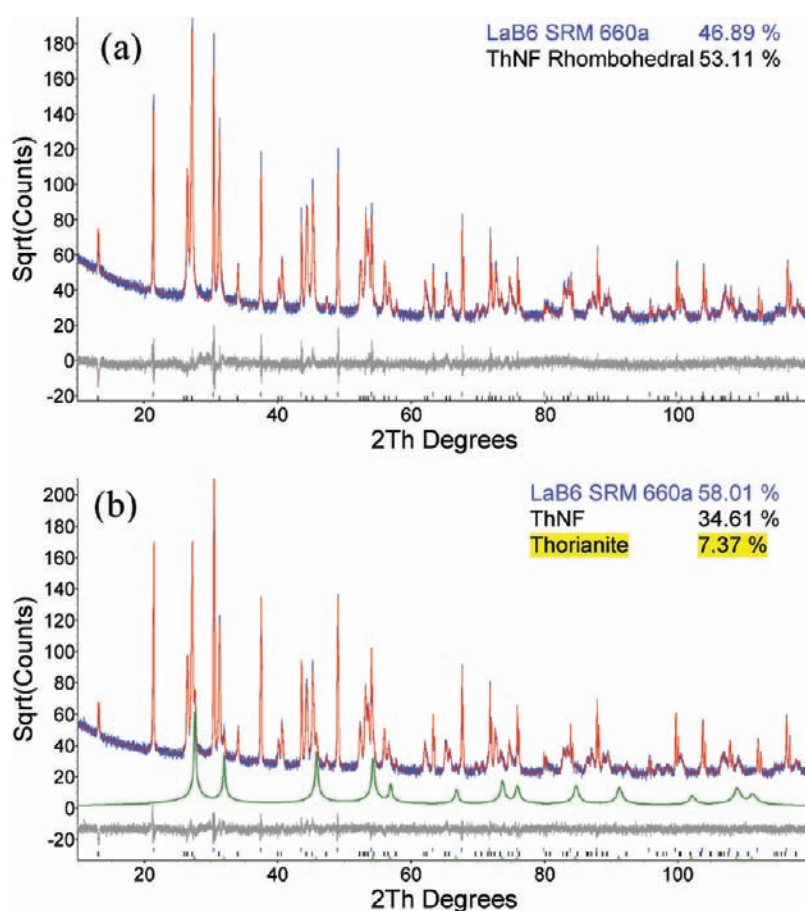 (a)
LaB6 SRM 660a 46.89 %
ThNF Rhombohedral 53.11 %
Sqrt(Counts)
180
160
140
120
100
80
60
40
20
0
-20
20 40 60 80 100
2Th Degrees
(b)
LaB6 SRM 660a 58.01 %
ThNF 34.61 %
Thorianite 7.37 %
Sqrt(Counts)
200
180
160
140
120
100
80
60
40
20
0
-20
20 40 60 80 100
2Th Degrees